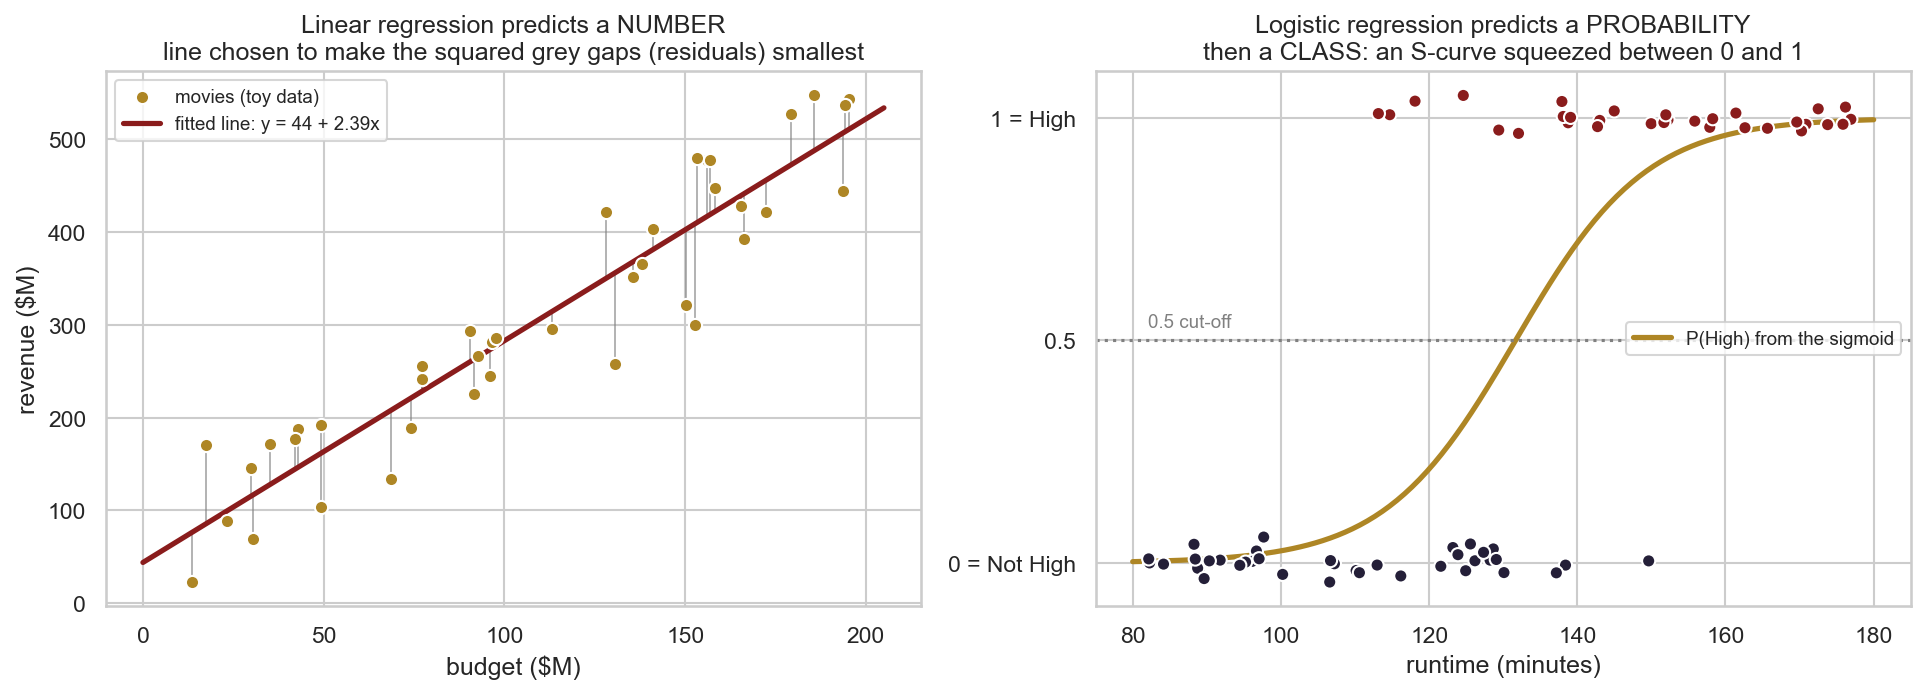 Linear regression predicts a NUMBER
line chosen to make the squared grey gaps (residuals) smallest
movies (toy data)
fitted line: y = 44 + 2.39x
revenue ($M)
500
400
300
200
100
0
0
50
100
150
200
budget ($M)
Logistic regression predicts a PROBABILITY
then a CLASS: an S-curve squeezed between 0 and 1
1 = High
0.5
0 = Not High
0.5 cut-off
P(High) from the sigmoid
80
100
120
140
160
180
runtime (minutes)